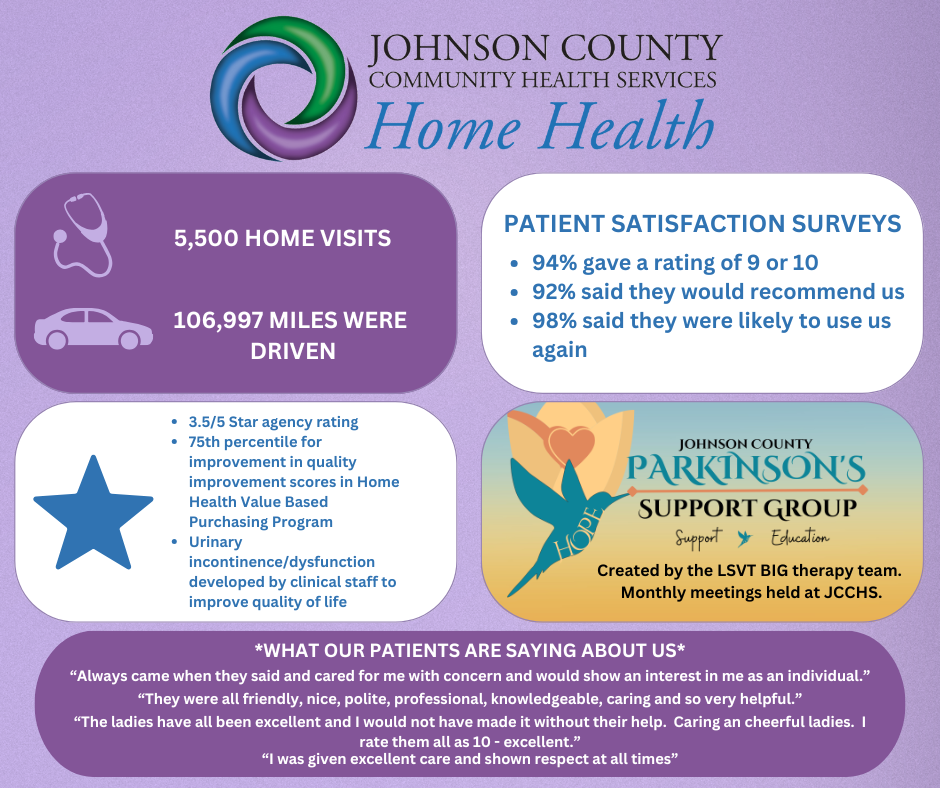 JOHNSON COUNTY
COMMUNITY HEALTH SERVICES
Home Health
5,500 HOME VISITS
106,997 MILES WERE
DRIVEN
PATIENT SATISFACTION SURVEYS
• 94% gave a rating of 9 or 10
• 92% said they would recommend us
• 98% said they were likely to use us
again
• 3.5/5 Star agency rating
• 75th percentile for
improvement in quality
improvement scores in Home
Health Value Based
Purchasing Program
• Urinary
incontinence/dysfunction
developed by clinical staff to
improve quality of life
HOPE
JOHNSON COUNTY
PARKINSON'S
SUPPORT GROUP
Support Education
Created by the LSVT BIG therapy team.
Monthly meetings held at JCCHS.
*WHAT OUR PATIENTS ARE SAYING ABOUT US*
“Always came when they said and cared for me with concern and would show an interest in me as an individual.”
“They were all friendly, nice, polite, professional, knowledgeable, caring and so very helpful.”
“The ladies have all been excellent and I would not have made it without their help. Caring an cheerful ladies. I
rate them all as 10 - excellent.”
“I was given excellent care and shown respect at all times”